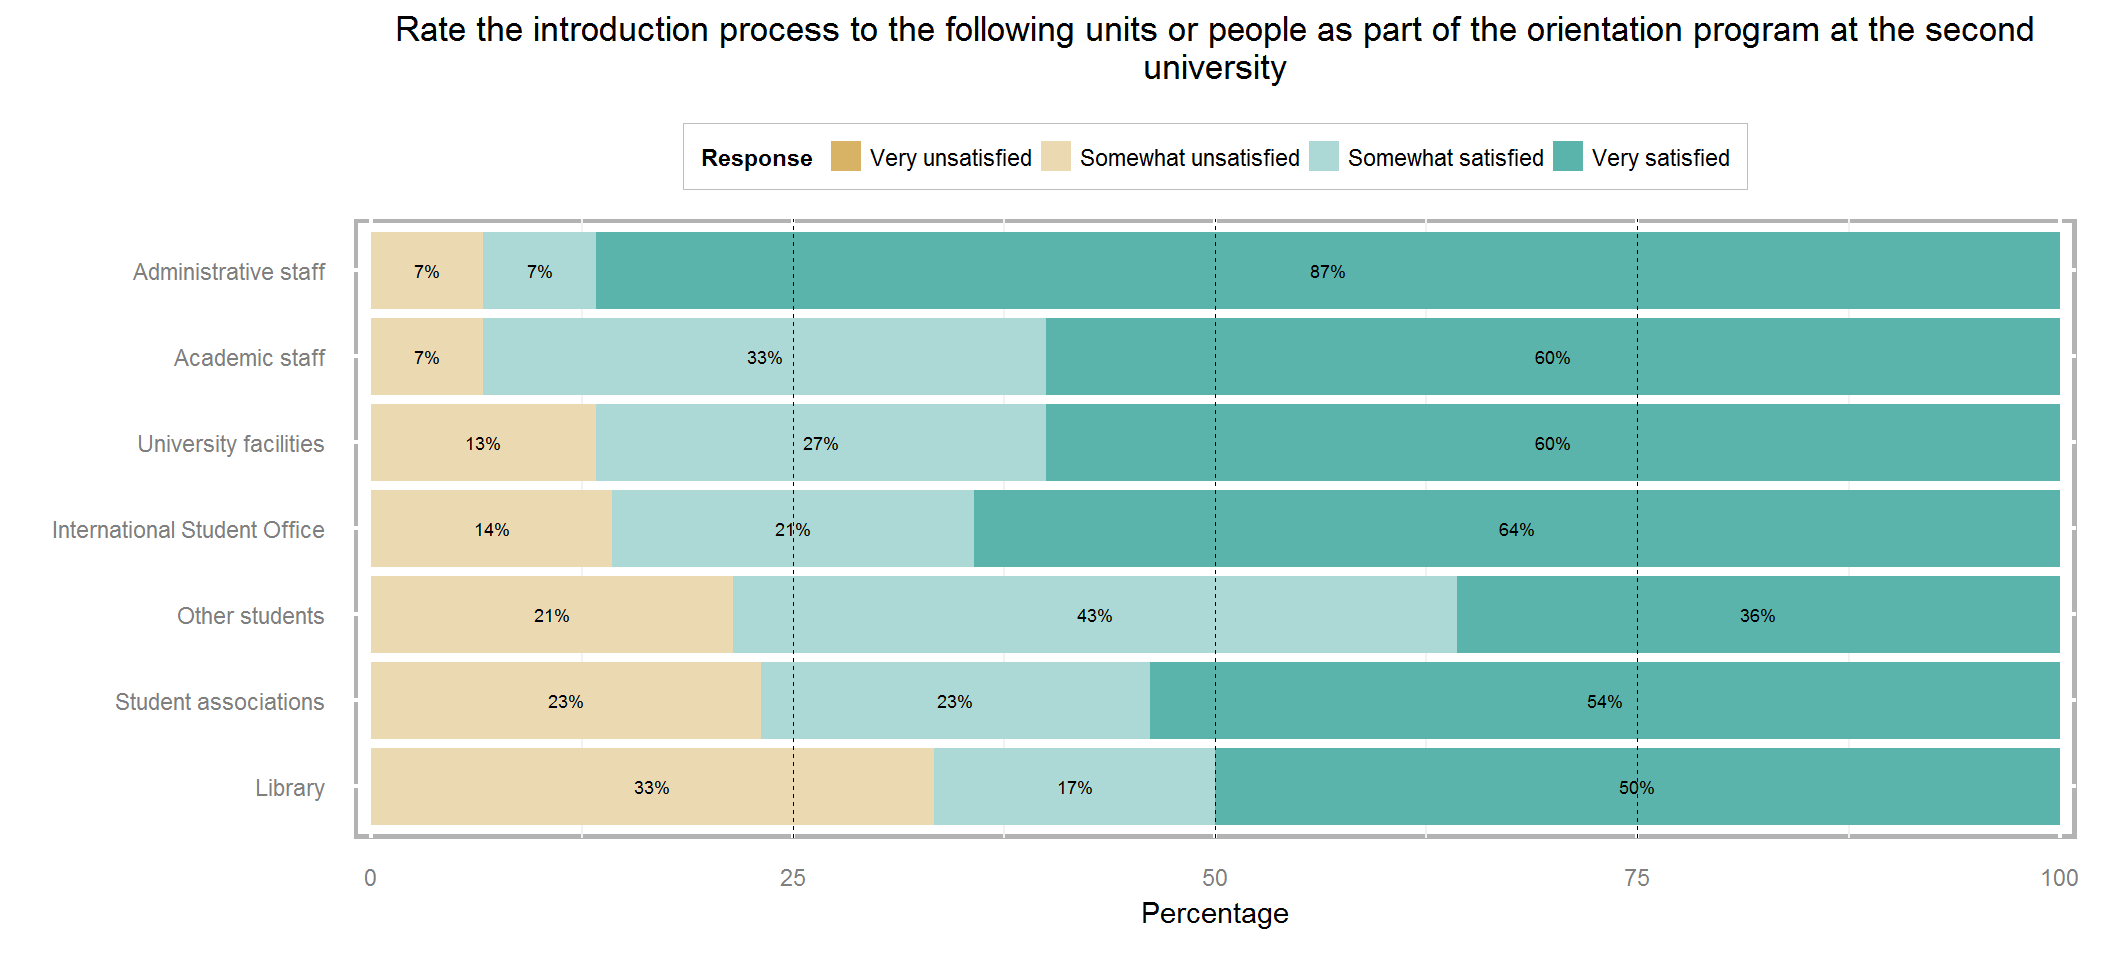 Rate the introduction process to the following units or people as part of the orientation program at the second
university
Response Very unsatisfied Somewhat unsatisfied Somewhat satisfied Very satisfied
Administrative staff 7% 7% 87%
Academic staff 7% 33% 60%
University facilities 13% 27% 60%
International Student Office 14% 21% 64%
Other students 21% 43% 36%
Student associations 23% 23% 54%
Library 33% 17% 50%
0 25 50 75 100
Percentage